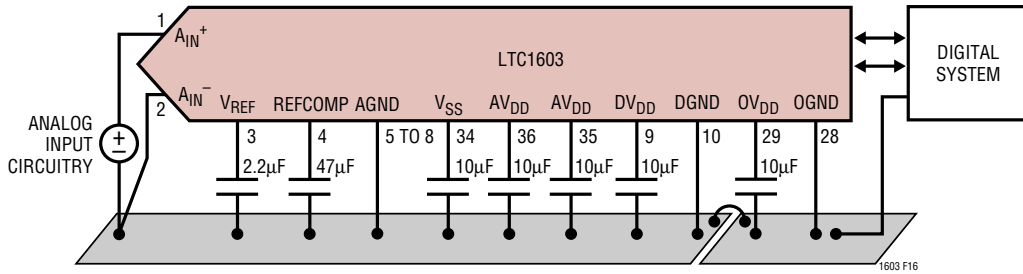 1
A_IN^+
A_IN^–
2
LTC1603
DIGITAL
SYSTEM
ANALOG
INPUT
CIRCUITRY
+
–
V_REF REFCOMP AGND V_SS AV_DD AV_DD DV_DD DGND OV_DD OGND
3 4 5 TO 8 34 36 35 9 10 29 28
2.2µF 47µF 10µF 10µF 10µF 10µF 10µF
1603 F16